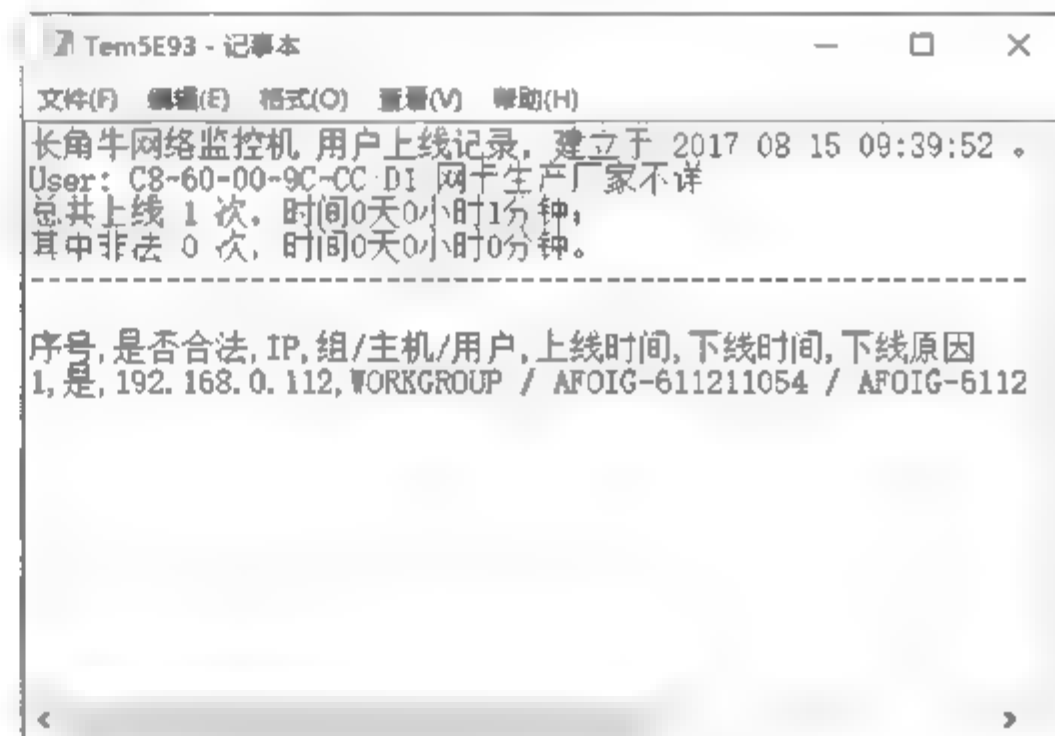 Tem5E93 - 记事本
文件(F) 编辑(E) 格式(O) 查看(V) 帮助(H)
长角牛网络监控机 用户上线记录, 建立于 2017 08 15 09:39:52 。
User: C8-60-00-9C-CC DI 网卡生产厂家不详
总共上线 1 次, 时间0天0小时1分钟;
其中非法 0 次, 时间0天0小时0分钟。
序号,是否合法,IP,组/主机/用户,上线时间,下线时间,下线原因
1,是,192.168.0.112,WORKGROUP / AFOIG-611211054 / AFOIG-6112